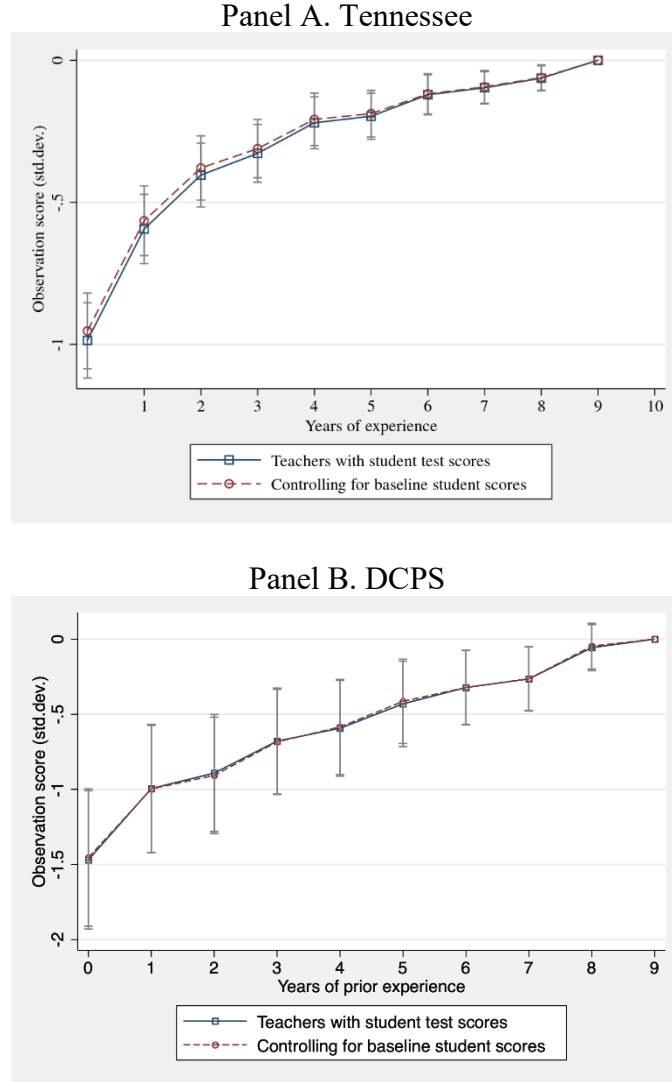 Panel A. Tennessee
Observation score (std.dev.)
0
-.5
-1
1 2 3 4 5 6 7 8 9 10
Years of experience
Teachers with student test scores
Controlling for baseline student scores
Panel B. DCPS
Observation score (std.dev.)
0
-.5
-1
-1.5
-2
0 1 2 3 4 5 6 7 8 9
Years of prior experience
Teachers with student test scores
Controlling for baseline student scores